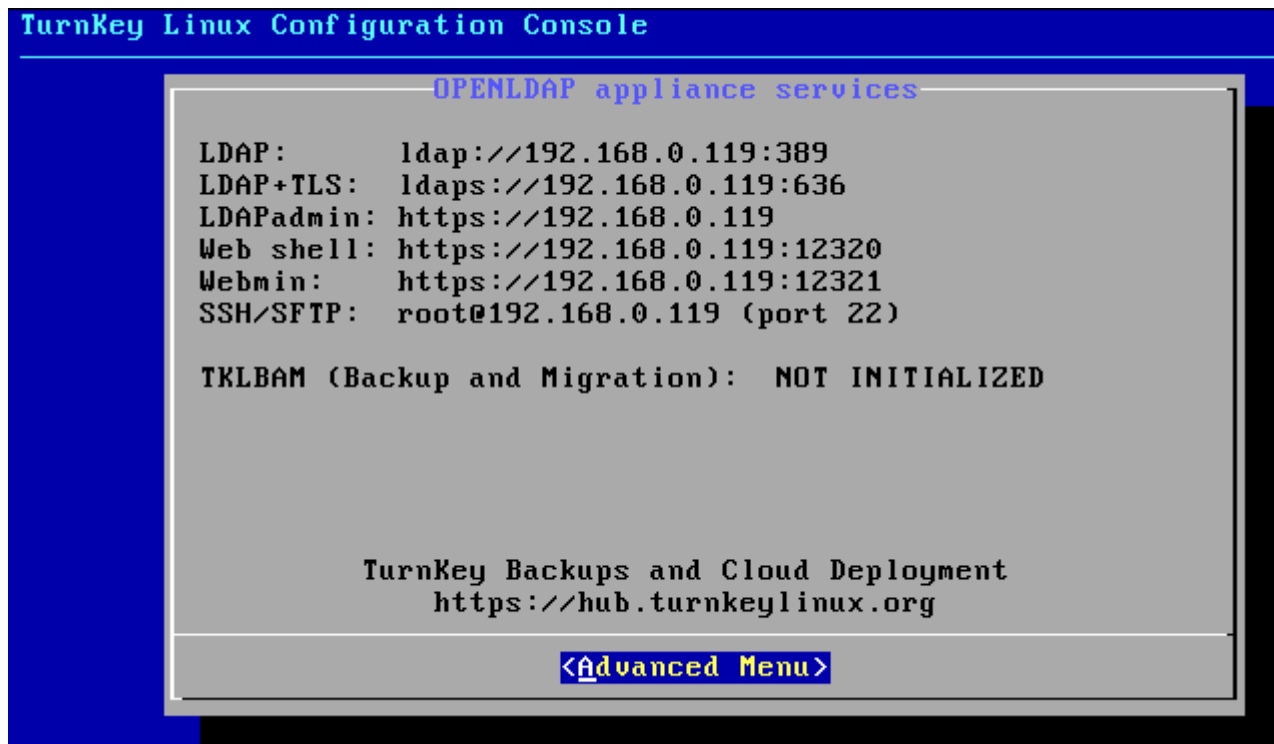 TurnKey Linux Configuration Console
OPENLDAP appliance services
LDAP: ldap://192.168.0.119:389
LDAP+TLS: ldaps://192.168.0.119:636
LDAPadmin: https://192.168.0.119
Web shell: https://192.168.0.119:12320
Webmin: https://192.168.0.119:12321
SSH/SFTP: root@192.168.0.119 (port 22)
TKLBAM (Backup and Migration): NOT INITIALIZED
TurnKey Backups and Cloud Deployment
https://hub.turnkeylinux.org
<Advanced Menu>